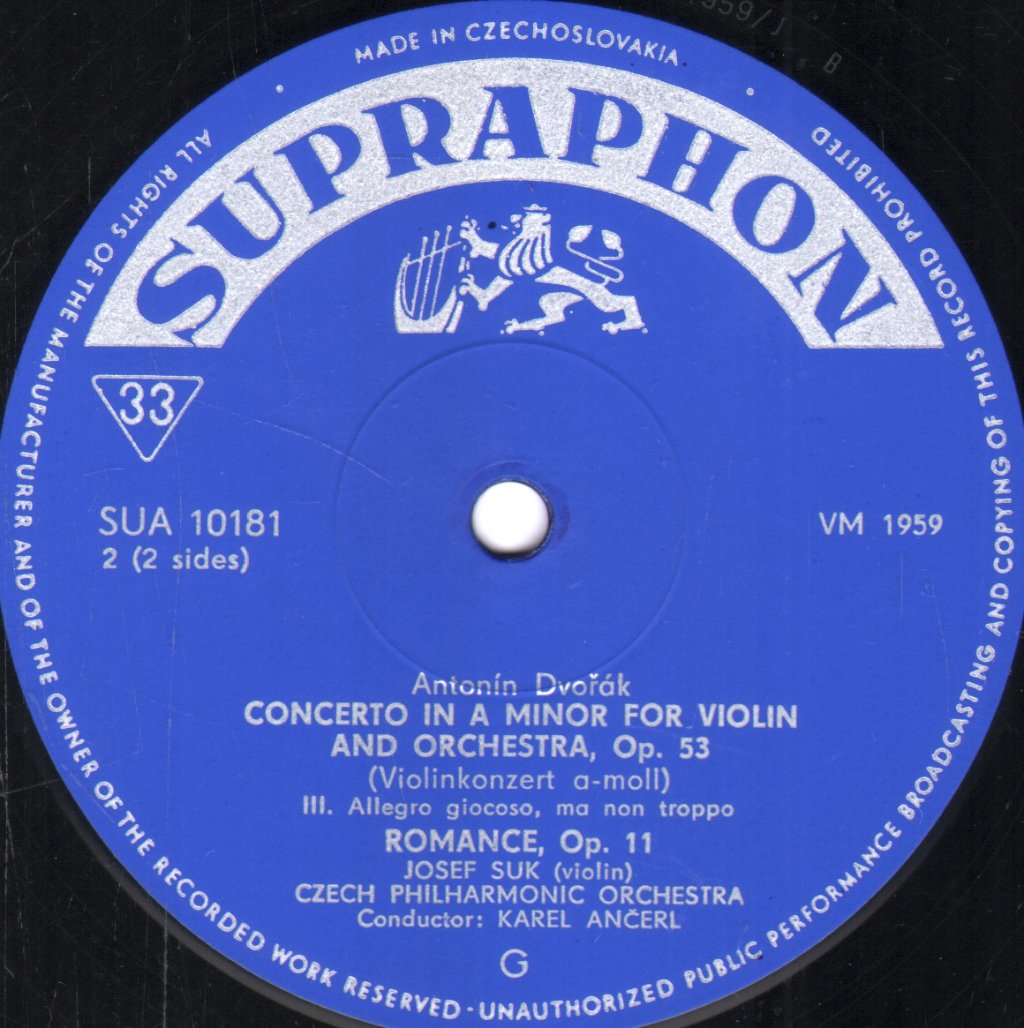 MADE IN CZECHOSLOVAKIA
SUPRAPHON
33
SUA 10181
2 (2 sides)
VM 1959
Antonín Dvořák
CONCERTO IN A MINOR FOR VIOLIN
AND ORCHESTRA, Op. 53
(Violinkonzert a-moll)
III. Allegro giocoso, ma non troppo
ROMANCE, Op. 11
JOSEF SUK (violin)
CZECH PHILHARMONIC ORCHESTRA
Conductor: KAREL ANČERL
G
ALL RIGHTS OF THE MANUFACTURER AND OF THE OWNER OF THE RECORDED WORK RESERVED - UNAUTHORIZED PUBLIC PERFORMANCE BROADCASTING AND COPYING OF THIS RECORD PROHIBITED